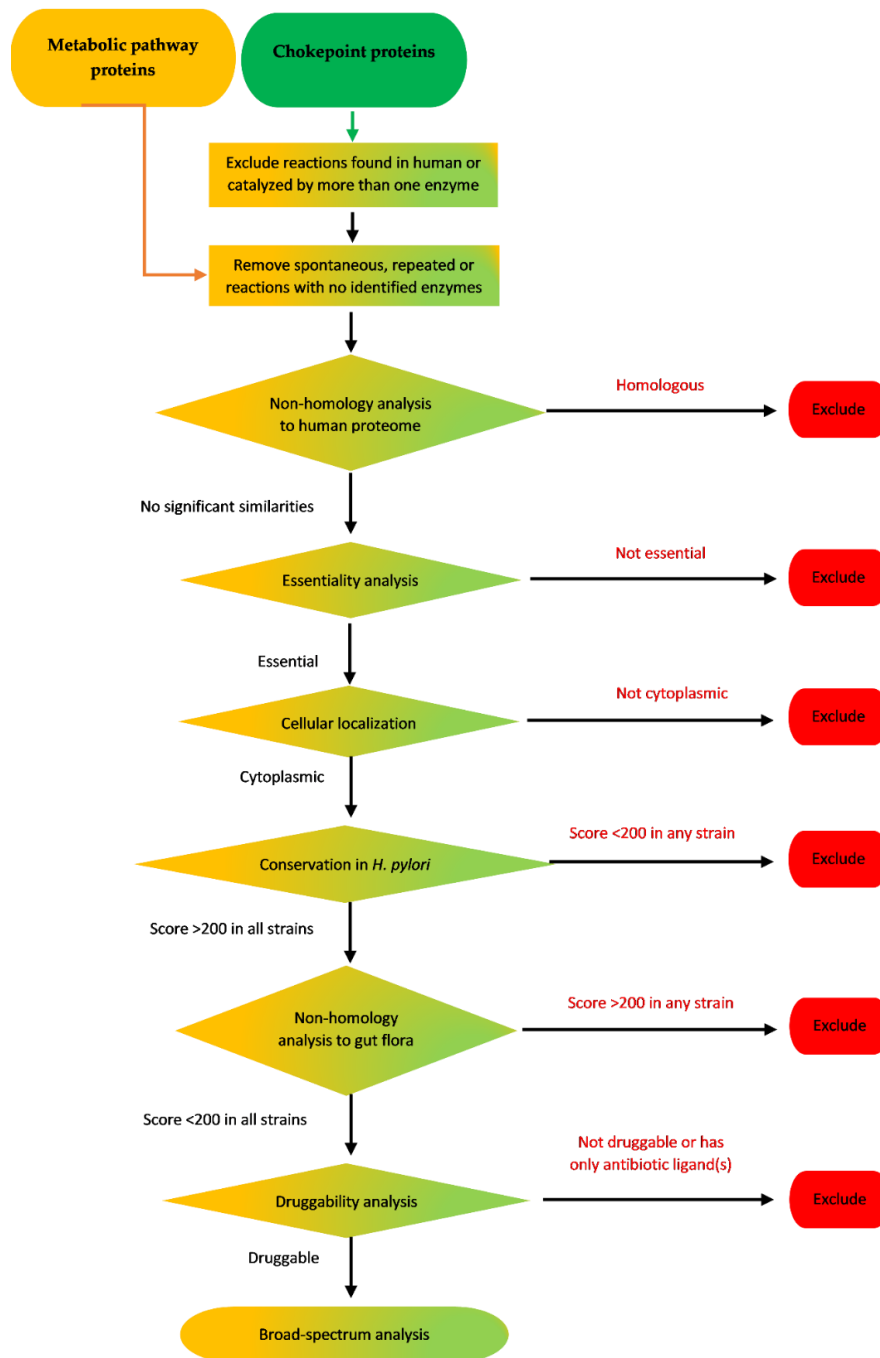 Metabolic pathway
proteins
Chokepoint proteins
Exclude reactions found in human or
catalyzed by more than one enzyme
Remove spontaneous, repeated or
reactions with no identified enzymes
Non-homology analysis
to human proteome
Homologous
Exclude
No significant similarities
Essentiality analysis
Not essential
Exclude
Essential
Cellular localization
Not cytoplasmic
Exclude
Cytoplasmic
Conservation in H. pylori
Score <200 in any strain
Exclude
Score >200 in all strains
Non-homology
analysis to gut flora
Score >200 in any strain
Exclude
Score <200 in all strains
Druggability analysis
Not druggable or has
only antibiotic ligand(s)
Exclude
Druggable
Broad-spectrum analysis